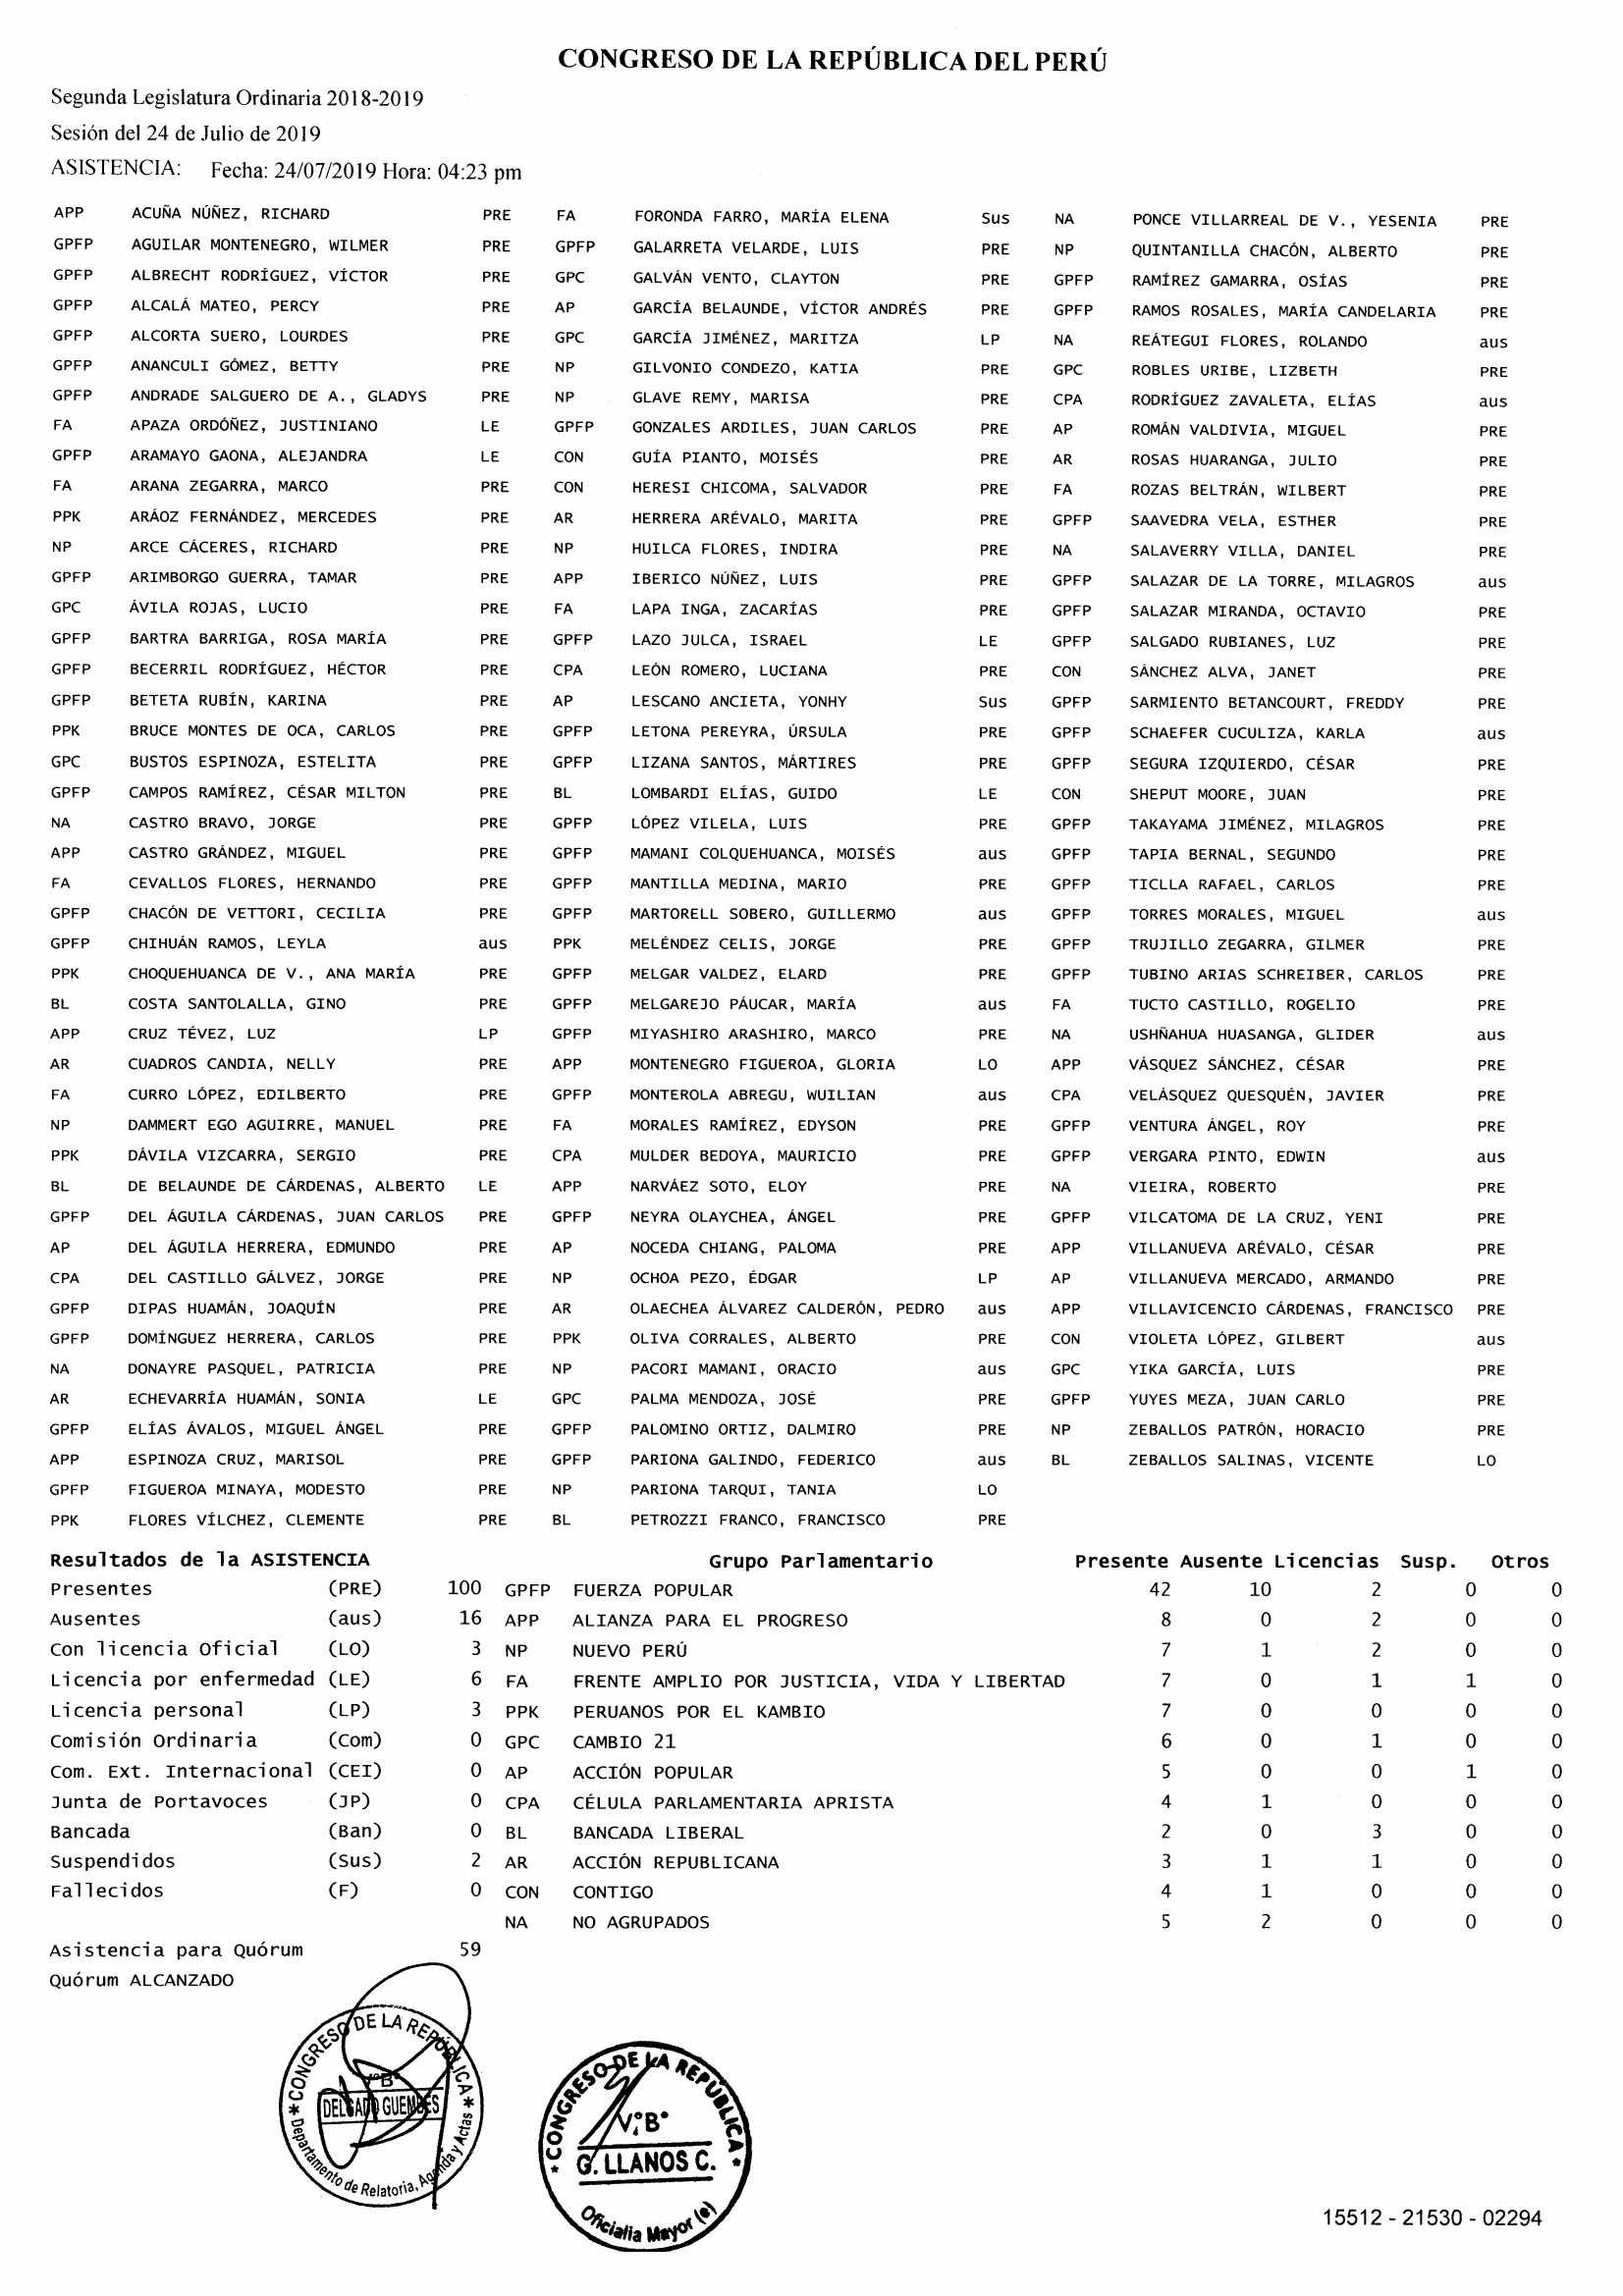 CONGRESO DE LA REPÚBLICA DEL PERÚ
Segunda Legislatura Ordinaria 2018-2019
Sesión del 24 de Julio de 2019
ASISTENCIA: Fecha: 24/07/2019 Hora: 04:23 pm
APP ACUÑA NÚÑEZ, RICHARD PRE FA FORONDA FARRO, MARÍA ELENA Sus NA PONCE VILLARREAL DE V., YESENIA PRE
GPFP AGUILAR MONTENEGRO, WILMER PRE GPFP GALARRETA VELARDE, LUIS PRE NP QUINTANILLA CHACÓN, ALBERTO PRE
GPFP ALBRECHT RODRÍGUEZ, VÍCTOR PRE GPC GALVÁN VENTO, CLAYTON PRE GPFP RAMÍREZ GAMARRA, OSÍAS PRE
GPFP ALCALÁ MATEO, PERCY PRE AP GARCÍA BELAUNDE, VÍCTOR ANDRÉS PRE GPFP RAMOS ROSALES, MARÍA CANDELARIA PRE
GPFP ALCORTA SUERO, LOURDES PRE GPC GARCÍA JIMÉNEZ, MARITZA LP NA REÁTEGUI FLORES, ROLANDO aus
GPFP ANANCULI GÓMEZ, BETTY PRE NP GILVONIO CONDEZO, KATIA PRE GPC ROBLES URIBE, LIZBETH PRE
GPFP ANDRADE SALGUERO DE A., GLADYS PRE NP GLAVE REMY, MARISA PRE CPA RODRÍGUEZ ZAVALETA, ELÍAS aus
FA APAZA ORDÓÑEZ, JUSTINIANO LE GPFP GONZALES ARDILES, JUAN CARLOS PRE AP ROMÁN VALDIVIA, MIGUEL PRE
GPFP ARAMAYO GAONA, ALEJANDRA LE CON GUÍA PIANTO, MOISÉS PRE AR ROSAS HUARANGA, JULIO PRE
FA ARANA ZEGARRA, MARCO PRE CON HERESI CHICOMA, SALVADOR PRE FA ROZAS BELTRÁN, WILBERT PRE
PPK ARÁOZ FERNÁNDEZ, MERCEDES PRE AR HERRERA ARÉVALO, MARITA PRE GPFP SAAVEDRA VELA, ESTHER PRE
NP ARCE CÁCERES, RICHARD PRE NP HUILCA FLORES, INDIRA PRE NA SALAVERRY VILLA, DANIEL PRE
GPFP ARIMBORGO GUERRA, TAMAR PRE APP IBERICO NÚÑEZ, LUIS PRE GPFP SALAZAR DE LA TORRE, MILAGROS aus
GPC ÁVILA ROJAS, LUCIO PRE FA LAPA INGA, ZACARÍAS PRE GPFP SALAZAR MIRANDA, OCTAVIO PRE
GPFP BARTRA BARRIGA, ROSA MARÍA PRE GPFP LAZO JULCA, ISRAEL LE GPFP SALGADO RUBIANES, LUZ PRE
GPFP BECERRIL RODRÍGUEZ, HÉCTOR PRE CPA LEÓN ROMERO, LUCIANA PRE CON SÁNCHEZ ALVA, JANET PRE
GPFP BETETA RUBÍN, KARINA PRE AP LESCANO ANCIETA, YONHY Sus GPFP SARMIENTO BETANCOURT, FREDDY PRE
PPK BRUCE MONTES DE OCA, CARLOS PRE GPFP LETONA PEREYRA, ÚRSULA PRE GPFP SCHAEFER CUCULIZA, KARLA aus
GPC BUSTOS ESPINOZA, ESTELITA PRE GPFP LIZANA SANTOS, MÁRTIRES PRE GPFP SEGURA IZQUIERDO, CÉSAR PRE
GPFP CAMPOS RAMÍREZ, CÉSAR MILTON PRE BL LOMBARDI ELÍAS, GUIDO LE CON SHEPUT MOORE, JUAN PRE
NA CASTRO BRAVO, JORGE PRE GPFP LÓPEZ VILELA, LUIS PRE GPFP TAKAYAMA JIMÉNEZ, MILAGROS PRE
APP CASTRO GRÁNDEZ, MIGUEL PRE GPFP MAMANI COLQUEHUANCA, MOISÉS aus GPFP TAPIA BERNAL, SEGUNDO PRE
FA CEVALLOS FLORES, HERNANDO PRE GPFP MANTILLA MEDINA, MARIO PRE GPFP TICLLA RAFAEL, CARLOS PRE
GPFP CHACÓN DE VETTORI, CECILIA PRE GPFP MARTORELL SOBERO, GUILLERMO aus GPFP TORRES MORALES, MIGUEL aus
GPFP CHIHUÁN RAMOS, LEYLA aus PPK MELÉNDEZ CELIS, JORGE PRE GPFP TRUJILLO ZEGARRA, GILMER PRE
PPK CHOQUEHUANCA DE V., ANA MARÍA PRE GPFP MELGAR VALDEZ, ELARD PRE GPFP TUBINO ARIAS SCHREIBER, CARLOS PRE
BL COSTA SANTOLALLA, GINO PRE GPFP MELGAREJO PÁUCAR, MARÍA aus FA TUCTO CASTILLO, ROGELIO PRE
APP CRUZ TÉVEZ, LUZ LP GPFP MIYASHIRO ARASHIRO, MARCO PRE NA USHÑAHUA HUASANGA, GLIDER aus
AR CUADROS CANDIA, NELLY PRE APP MONTENEGRO FIGUEROA, GLORIA LO APP VÁSQUEZ SÁNCHEZ, CÉSAR PRE
FA CURRO LÓPEZ, EDILBERTO PRE GPFP MONTEROLA ABREGU, WUILIAN aus CPA VELÁSQUEZ QUESQUÉN, JAVIER PRE
NP DAMMERT EGO AGUIRRE, MANUEL PRE FA MORALES RAMÍREZ, EDYSON PRE GPFP VENTURA ÁNGEL, ROY PRE
PPK DÁVILA VIZCARRA, SERGIO PRE CPA MULDER BEDOYA, MAURICIO PRE GPFP VERGARA PINTO, EDWIN aus
BL DE BELAUNDE DE CÁRDENAS, ALBERTO LE APP NARVÁEZ SOTO, ELOY PRE NA VIEIRA, ROBERTO PRE
GPFP DEL ÁGUILA CÁRDENAS, JUAN CARLOS PRE GPFP NEYRA OLAYCHEA, ÁNGEL PRE GPFP VILCATOMA DE LA CRUZ, YENI PRE
AP DEL ÁGUILA HERRERA, EDMUNDO PRE AP NOCEDA CHIANG, PALOMA PRE APP VILLANUEVA ARÉVALO, CÉSAR PRE
CPA DEL CASTILLO GÁLVEZ, JORGE PRE NP OCHOA PEZO, ÉDGAR LP AP VILLANUEVA MERCADO, ARMANDO PRE
GPFP DIPAS HUAMÁN, JOAQUÍN PRE AR OLAECHEA ÁLVAREZ CALDERÓN, PEDRO aus APP VILLAVICENCIO CÁRDENAS, FRANCISCO PRE
GPFP DOMÍNGUEZ HERRERA, CARLOS PRE PPK OLIVA CORRALES, ALBERTO PRE CON VIOLETA LÓPEZ, GILBERT aus
NA DONAYRE PASQUEL, PATRICIA PRE NP PACORI MAMANI, ORACIO aus GPC YIKA GARCÍA, LUIS PRE
AR ECHEVARRÍA HUAMÁN, SONIA LE GPC PALMA MENDOZA, JOSÉ PRE GPFP YUYES MEZA, JUAN CARLO PRE
GPFP ELÍAS ÁVALOS, MIGUEL ÁNGEL PRE GPFP PALOMINO ORTIZ, DALMIRO PRE NP ZEBALLOS PATRÓN, HORACIO PRE
APP ESPINOZA CRUZ, MARISOL PRE GPFP PARIONA GALINDO, FEDERICO aus BL ZEBALLOS SALINAS, VICENTE LO
GPFP FIGUEROA MINAYA, MODESTO PRE NP PARIONA TARQUI, TANIA LO
PPK FLORES VÍLCHEZ, CLEMENTE PRE BL PETROZZI FRANCO, FRANCISCO PRE
Resultados de la ASISTENCIA Grupo Parlamentario Presente Ausente Licencias Susp. Otros
Presentes (PRE) 100 GPFP FUERZA POPULAR 42 10 2 0 0
Ausentes (aus) 16 APP ALIANZA PARA EL PROGRESO 8 0 2 0 0
Con licencia Oficial (LO) 3 NP NUEVO PERÚ 7 1 2 0 0
Licencia por enfermedad (LE) 6 FA FRENTE AMPLIO POR JUSTICIA, VIDA Y LIBERTAD 7 0 1 1 0
Licencia personal (LP) 3 PPK PERUANOS POR EL KAMBIO 7 0 0 0 0
Comisión Ordinaria (Com) 0 GPC CAMBIO 21 6 0 1 0 0
Com. Ext. Internacional (CEI) 0 AP ACCIÓN POPULAR 5 0 0 1 0
Junta de Portavoces (JP) 0 CPA CÉLULA PARLAMENTARIA APRISTA 4 1 0 0 0
Bancada (Ban) 0 BL BANCADA LIBERAL 2 0 3 0 0
Suspendidos (Sus) 2 AR ACCIÓN REPUBLICANA 3 1 1 0 0
Fallecidos (F) 0 CON CONTIGO 4 1 0 0 0
NA NO AGRUPADOS 5 2 0 0 0
Asistencia para Quórum 59
Quórum ALCANZADO
CONGRESO DE LA REPÚBLICA
DELGADO GUEMBES
Departamento de Relatoria, Agenda y Actas
CONGRESO DE LA REPÚBLICA
V°B°
G. LLANOS C.
Oficialia Mayor (e)
15512 - 21530 - 02294